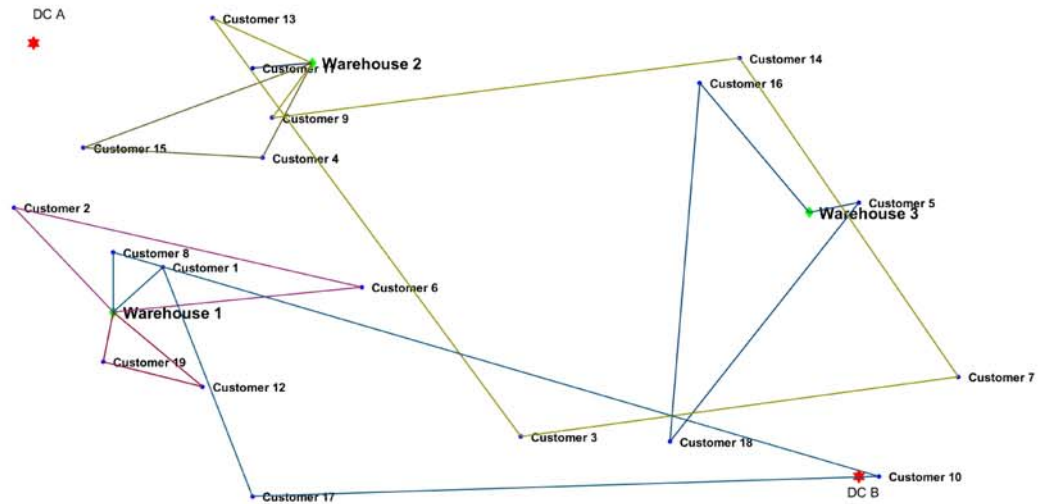 DC A
Customer 13
Warehouse 2
Customer 11
Customer 14
Customer 16
Customer 9
Customer 15
Customer 4
Customer 2
Customer 5
Warehouse 3
Customer 8
Customer 1
Customer 6
Warehouse 1
Customer 19
Customer 12
Customer 7
Customer 3
Customer 18
Customer 10
DC B
Customer 17